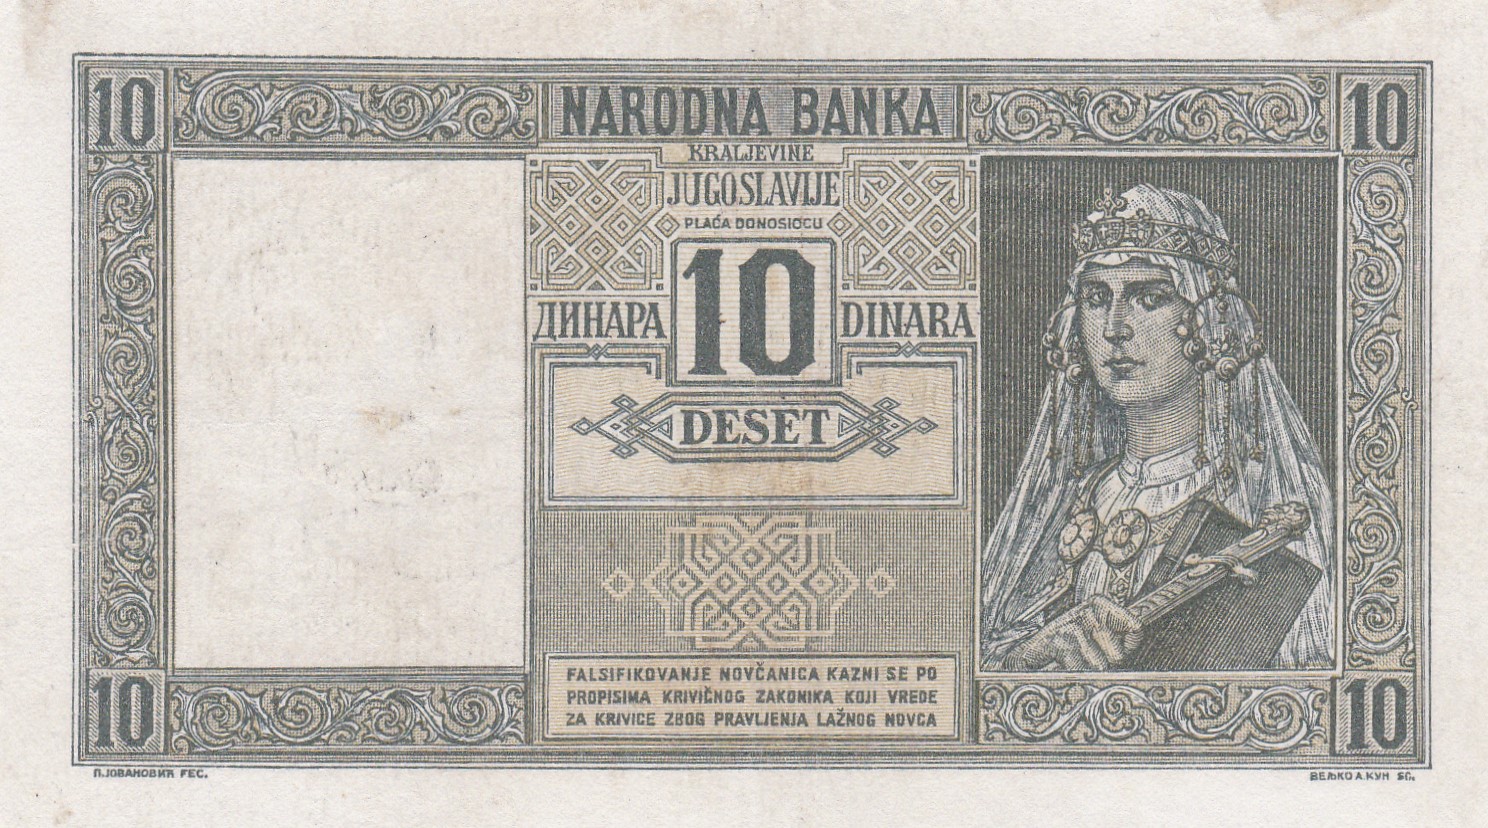 10 NARODNA BANKA 10
KRALJEVINE
JUGOSLAVIJE
PLAĆA DONOSIOCU
ДИНАРА 10 DINARA
DESET
FALSIFIKOVANJE NOVČANICA KAZNI SE PO
PROPISIMA KRIVIČNOG ZAKONIKA KOJI VREDE
ZA KRIVICE ZBOG PRAVLJENJA LAŽNOG NOVCA
10 10
П.ЈОВАНОВИЋ FEC. ВЕЉКО А.КУН SC.